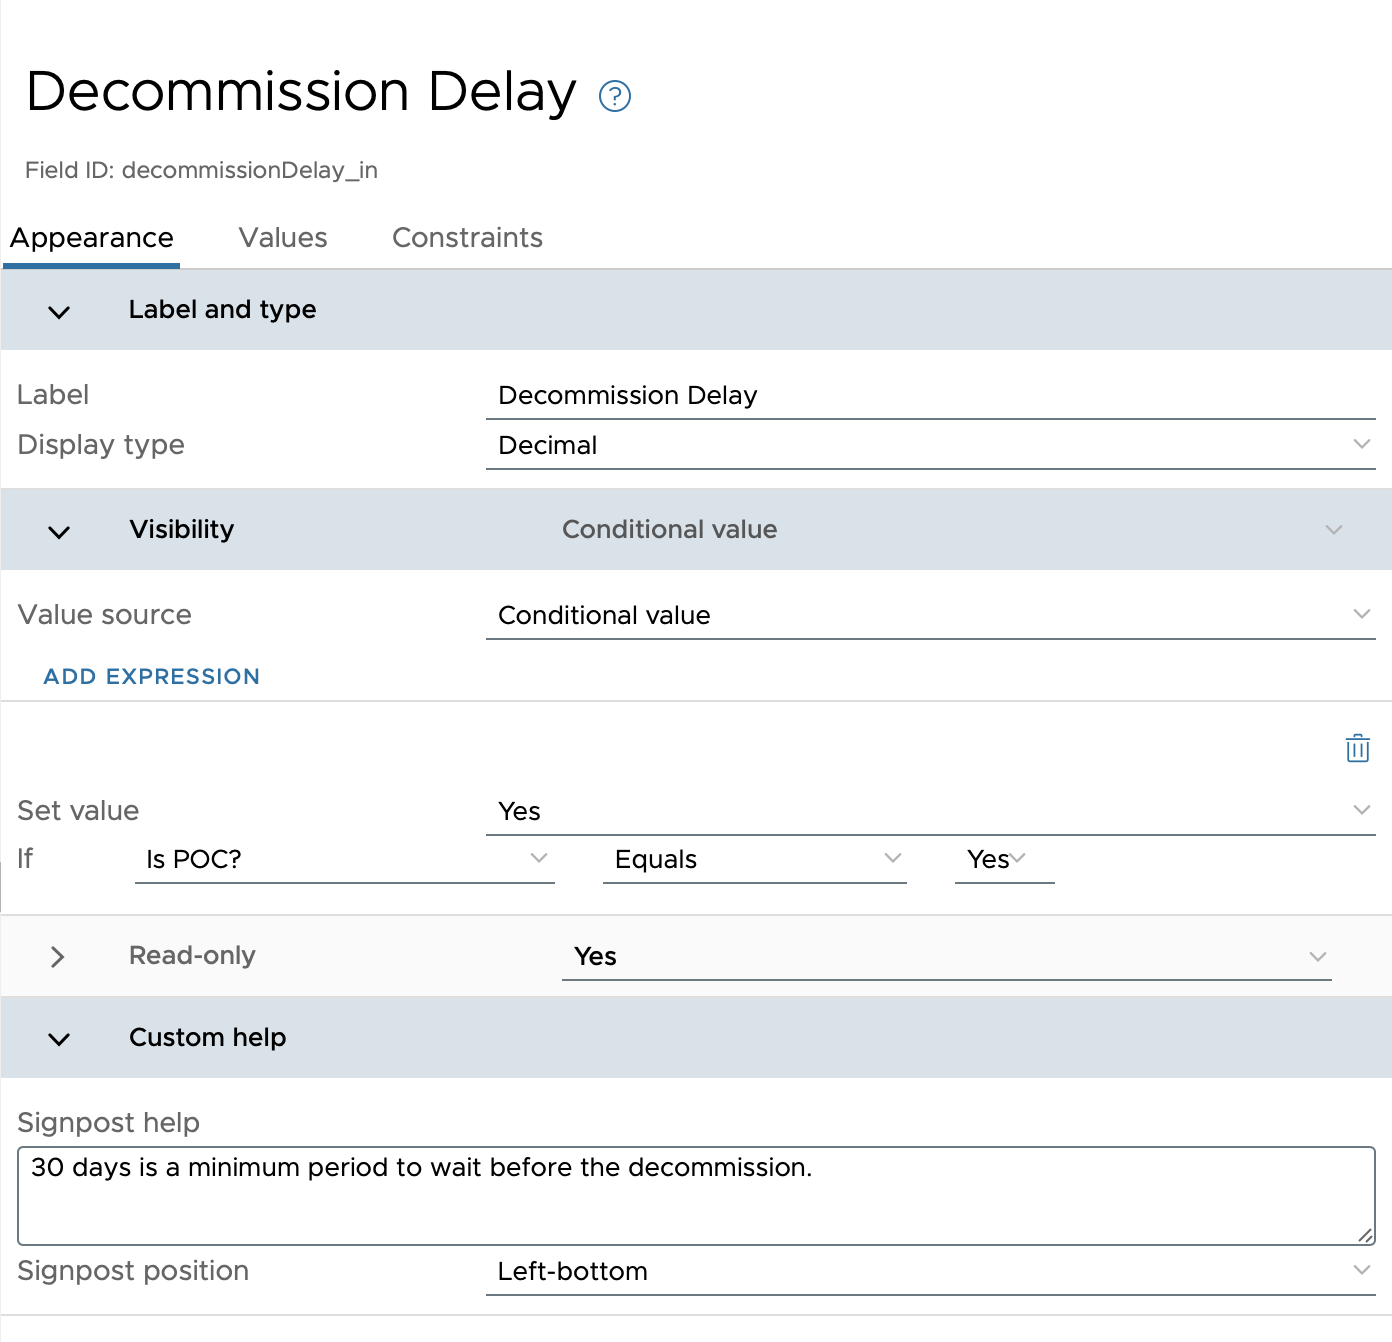 Decommission Delay ?
Field ID: decommissionDelay_in
Appearance Values Constraints
Label and type
Label Decommission Delay
Display type Decimal
Visibility Conditional value
Value source Conditional value
ADD EXPRESSION
Set value Yes
If Is POC? Equals Yes
Read-only Yes
Custom help
Signpost help
30 days is a minimum period to wait before the decommission.
Signpost position Left-bottom